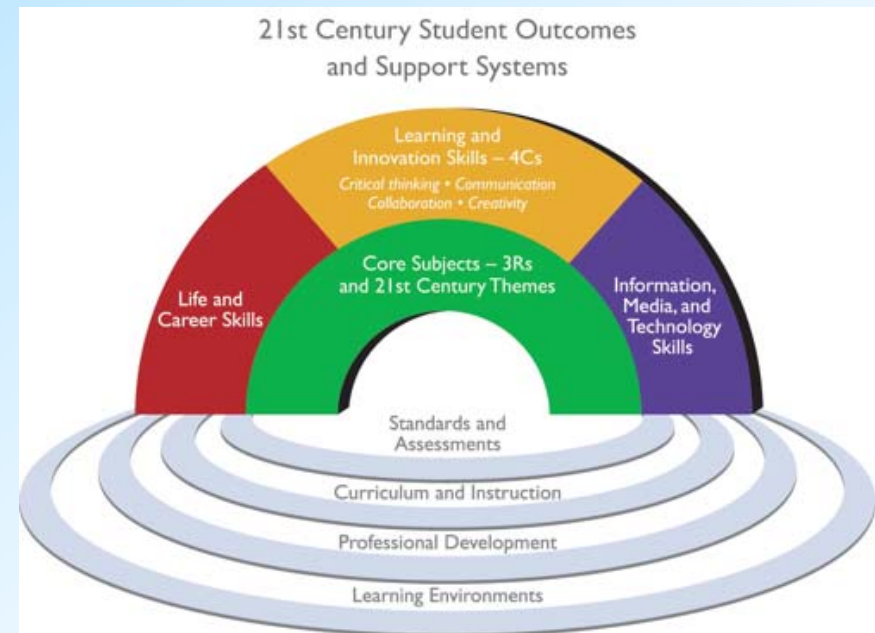 21st Century Student Outcomes
and Support Systems
Learning and
Innovation Skills – 4Cs
Critical thinking • Communication
Collaboration • Creativity
Core Subjects – 3Rs
and 21st Century Themes
Life and
Career Skills
Information,
Media, and
Technology
Skills
Standards and
Assessments
Curriculum and Instruction
Professional Development
Learning Environments